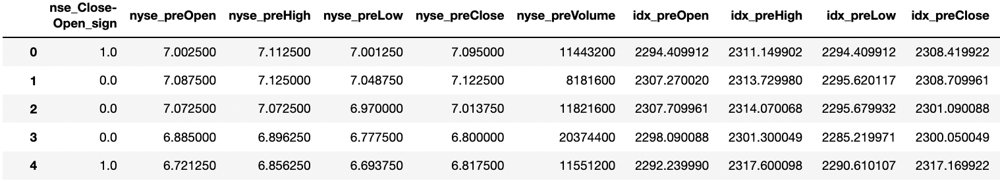 nse_Close-
Open_sign nyse_preOpen nyse_preHigh nyse_preLow nyse_preClose nyse_preVolume idx_preOpen idx_preHigh idx_preLow idx_preClose
0 1.0 7.002500 7.112500 7.001250 7.095000 11443200 2294.409912 2311.149902 2294.409912 2308.419922
1 0.0 7.087500 7.125000 7.048750 7.122500 8181600 2307.270020 2313.729980 2295.620117 2308.709961
2 0.0 7.072500 7.072500 6.970000 7.013750 11821600 2307.709961 2314.070068 2295.679932 2301.090088
3 0.0 6.885000 6.896250 6.777500 6.800000 20374400 2298.090088 2301.300049 2285.219971 2300.050049
4 1.0 6.721250 6.856250 6.693750 6.817500 11551200 2292.239990 2317.600098 2290.610107 2317.169922